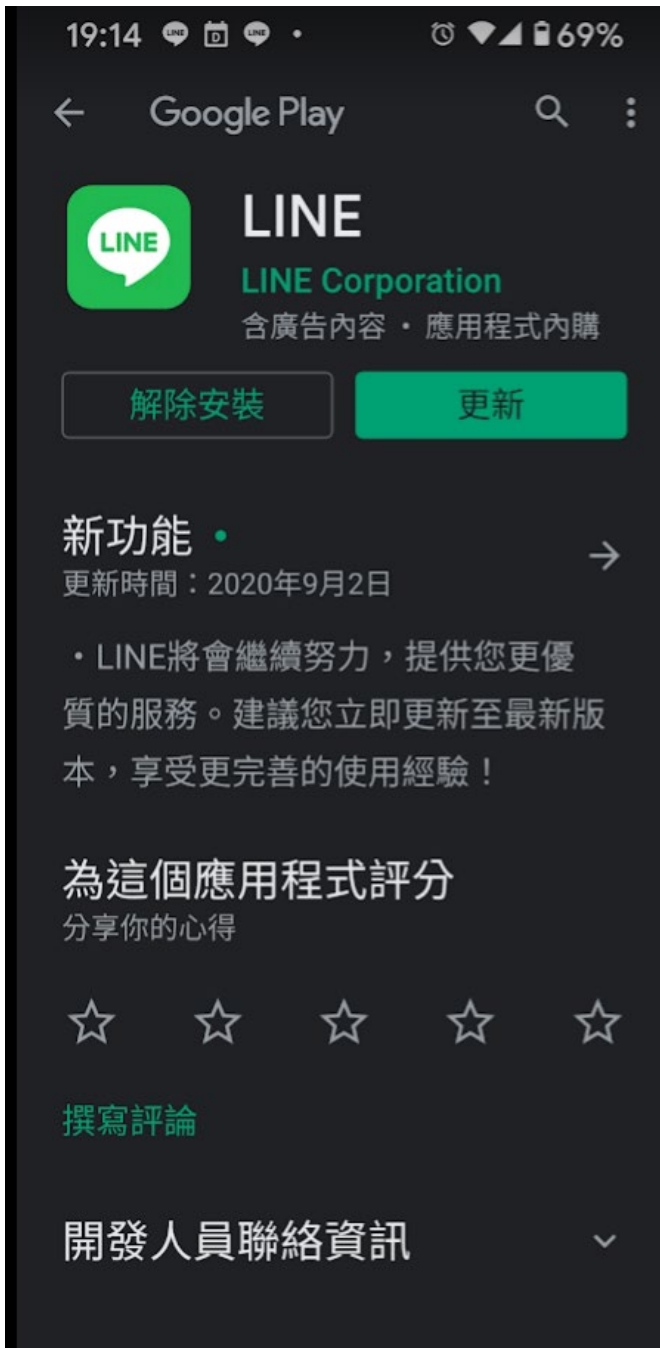 19:14 69%
Google Play
LINE
LINE
LINE Corporation
含廣告內容・應用程式內購
解除安裝
更新
新功能
更新時間：2020年9月2日
・LINE將會繼續努力，提供您更優
質的服務。建議您立即更新至最新版
本，享受更完善的使用經驗！
為這個應用程式評分
分享你的心得
撰寫評論
開發人員聯絡資訊